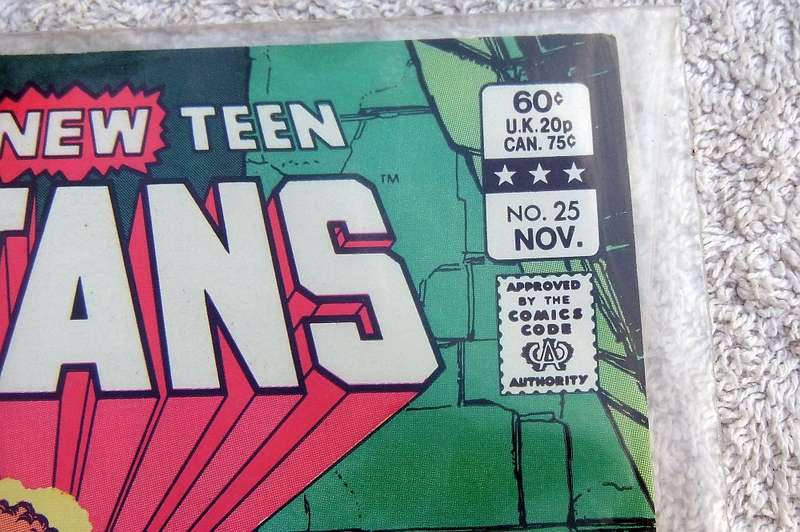 NEW TEEN
TANS
™
60¢
U.K. 20p
CAN. 75¢
NO. 25
NOV.
APPROVED
BY THE
COMICS
CODE
CA
AUTHORITY